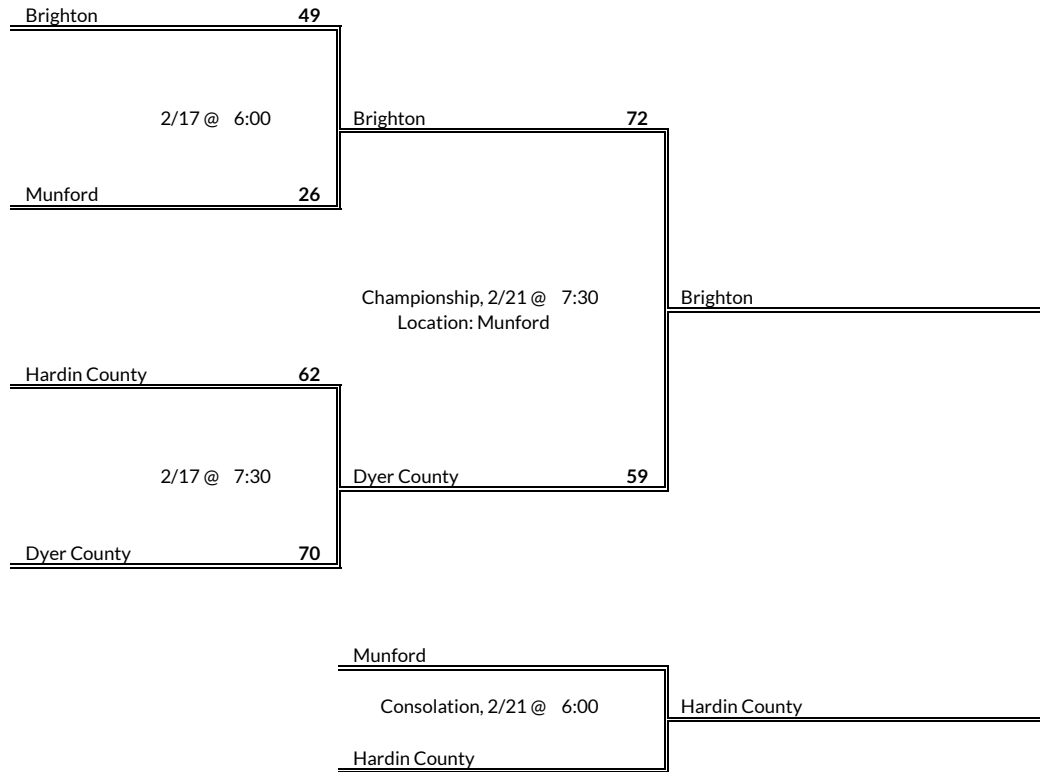 Brighton 49
2/17 @ 6:00
Brighton 72
Munford 26
Championship, 2/21 @ 7:30
Brighton
Location: Munford
Hardin County 62
2/17 @ 7:30
Dyer County 59
Dyer County 70
Munford
Consolation, 2/21 @ 6:00
Hardin County
Hardin County